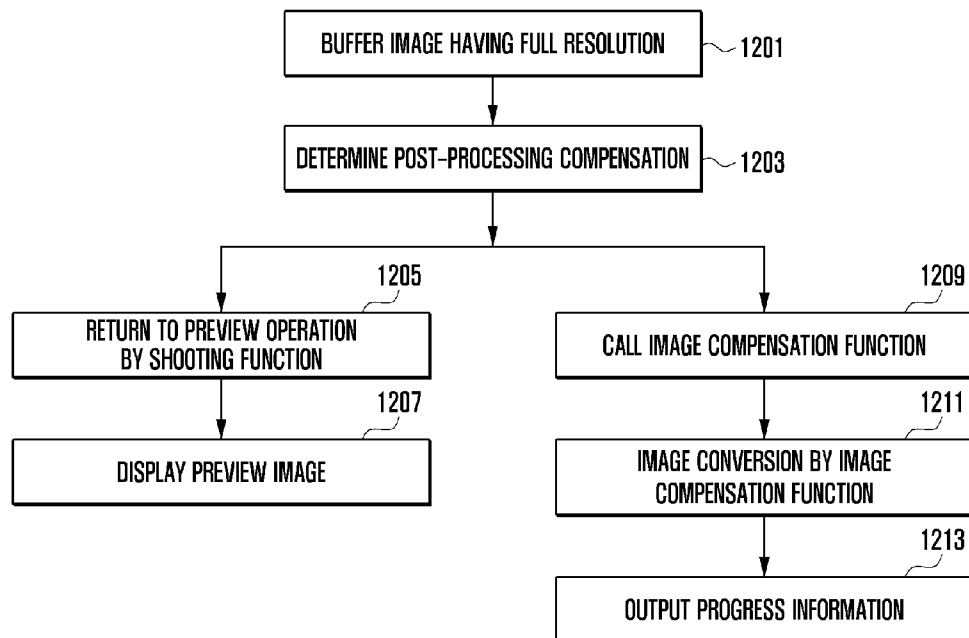 BUFFER IMAGE HAVING FULL RESOLUTION
1201
DETERMINE POST-PROCESSING COMPENSATION
1203
1205
RETURN TO PREVIEW OPERATION
BY SHOOTING FUNCTION
1207
DISPLAY PREVIEW IMAGE
1209
CALL IMAGE COMPENSATION FUNCTION
1211
IMAGE CONVERSION BY IMAGE
COMPENSATION FUNCTION
1213
OUTPUT PROGRESS INFORMATION